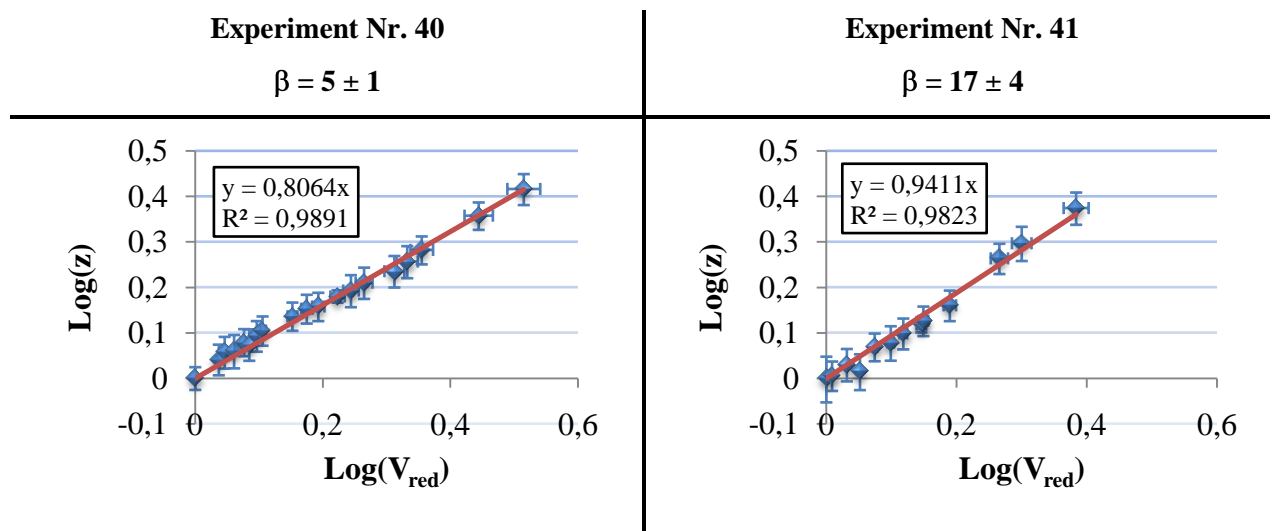 Experiment Nr. 40
β = 5 ± 1
0,5
0,4
0,3
0,2
0,1
0
-0,1
Log(z)
y = 0,8064x
R² = 0,9891
0
0,2
0,4
0,6
Log(Vred)
Experiment Nr. 41
β = 17 ± 4
0,5
0,4
0,3
0,2
0,1
0
-0,1
Log(z)
y = 0,9411x
R² = 0,9823
0
0,2
0,4
0,6
Log(Vred)